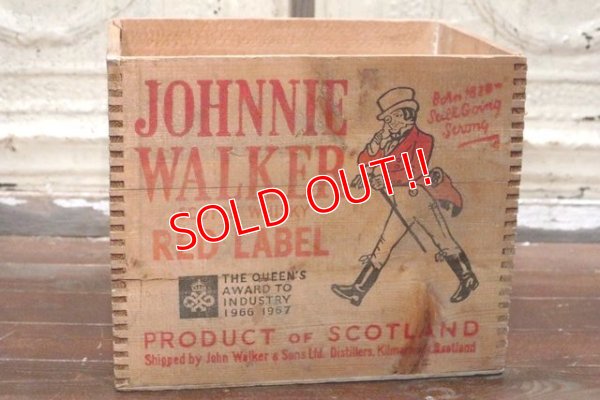 JOHNNIE
WALKER
Born 1820
Still Going
Strong
SOLD OUT!!
RED LABEL
THE QUEEN'S
AWARD TO
INDUSTRY
1966 1967
PRODUCT OF SCOTLAND
Shipped by John Walker & Sons Ltd. Distillers, Kilmarnock Scotland